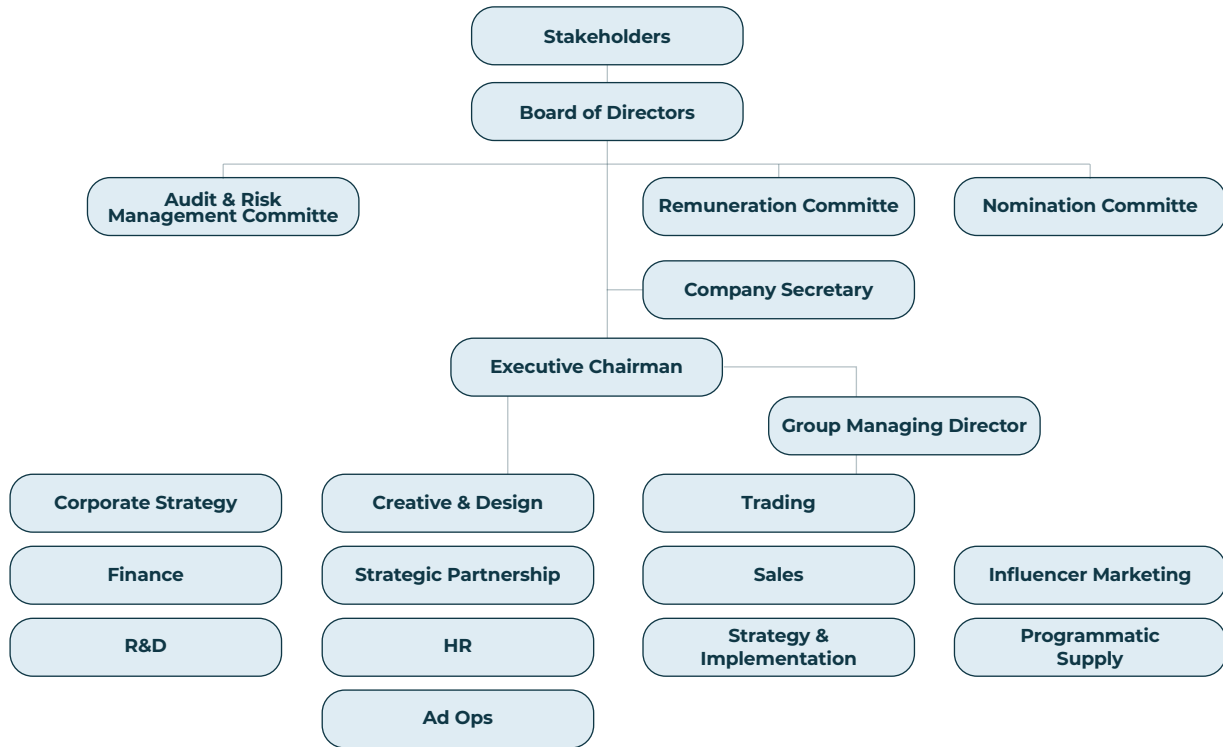 Stakeholders
Board of Directors
Audit & Risk
Management Committe
Remuneration Committe
Nomination Committe
Company Secretary
Executive Chairman
Group Managing Director
Corporate Strategy
Creative & Design
Trading
Finance
Strategic Partnership
Sales
Influencer Marketing
R&D
HR
Strategy &
Implementation
Programmatic
Supply
Ad Ops